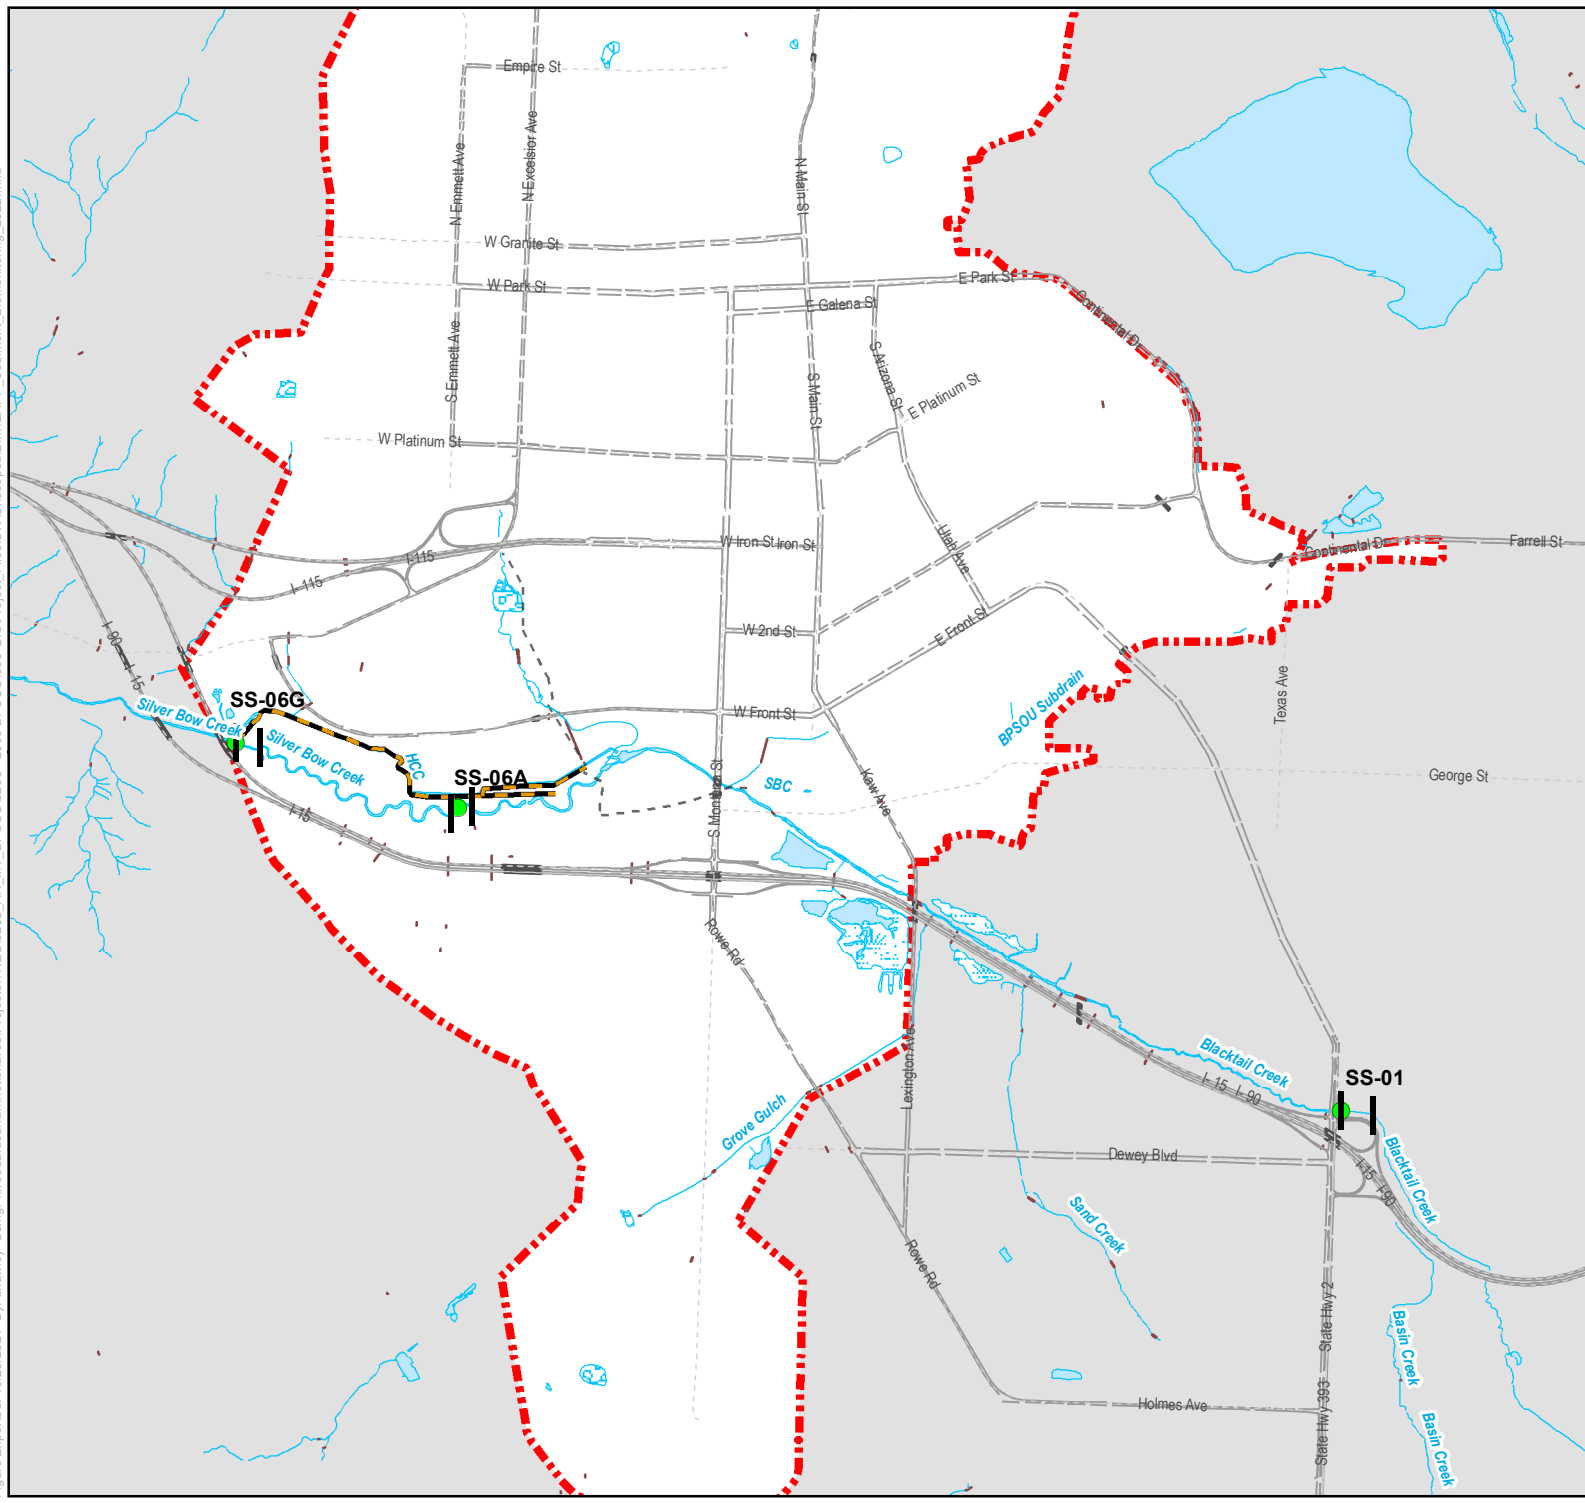 Empire St
N Emmett Ave
N Excelsior Ave
N Main St
W Granite St
W Park St
E Park St
E Galena St
Continental Dr
S Emmett Ave
S Main St
S Arizona St
E Platinum St
W Platinum St
I-115
I-115
W Iron St
Iron St
Utah Ave
Continental Dr
Farrell St
I-90
I-15
W 2nd St
E Front St
Texas Ave
SS-06G
Silver Bow Creek
Silver Bow Creek
W Front St
BPSOU Subdrain
HCC
SS-06A
S Montana St
SBC
Kaw Ave
George St
I-15
Rowe Rd
Lexington Ave
Blacktail Creek
I-15
I-90
SS-01
Grove Gulch
Dewey Blvd
I-15
I-90
Blacktail Creek
Sand Creek
Rowe Rd
State Hwy 2
Basin Creek
State Hwy 393
Holmes Ave
Basin Creek